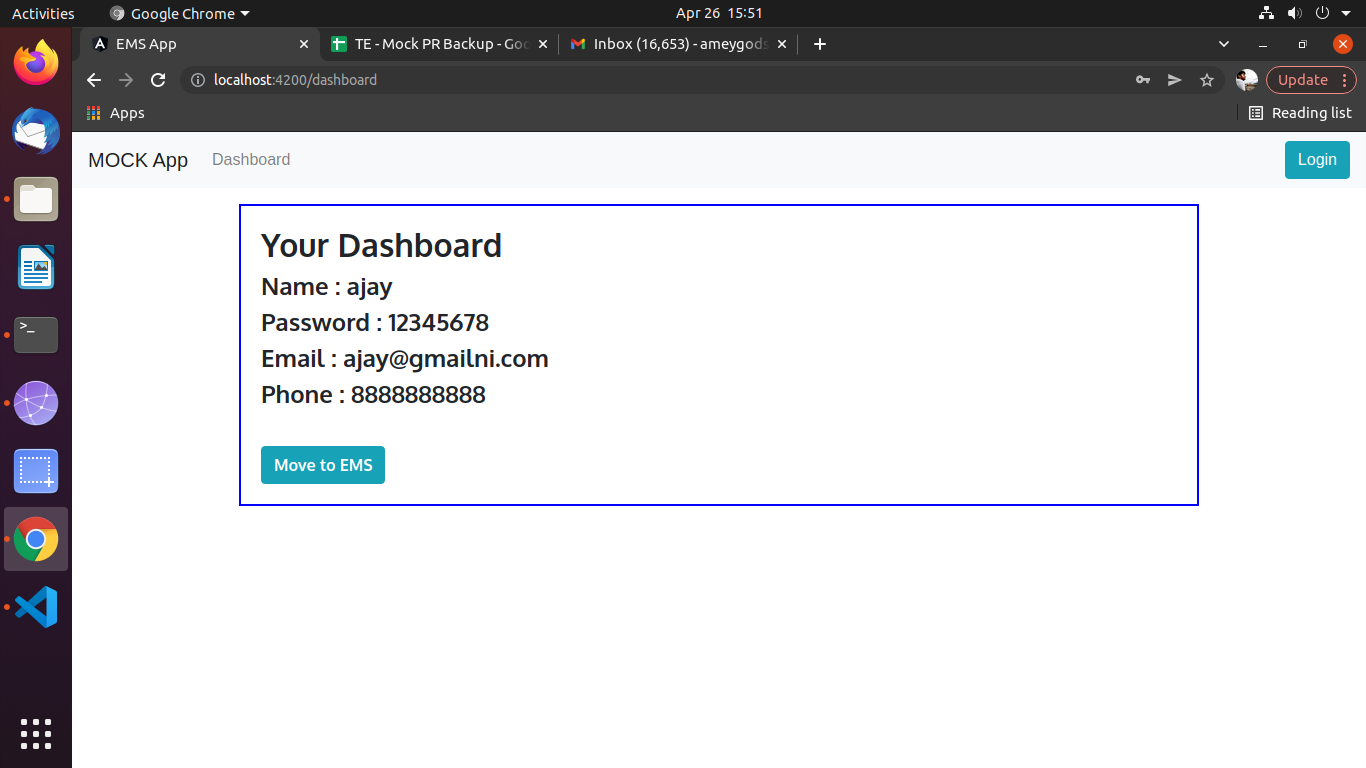 Activities
Google Chrome
Apr 26 15:51
EMS App
TE - Mock PR Backup - Goo
Inbox (16,653) - ameygods
localhost:4200/dashboard
Update
Apps
Reading list
MOCK App
Dashboard
Login
Your Dashboard
Name : ajay
Password : 12345678
Email : ajay@gmailni.com
Phone : 8888888888
Move to EMS